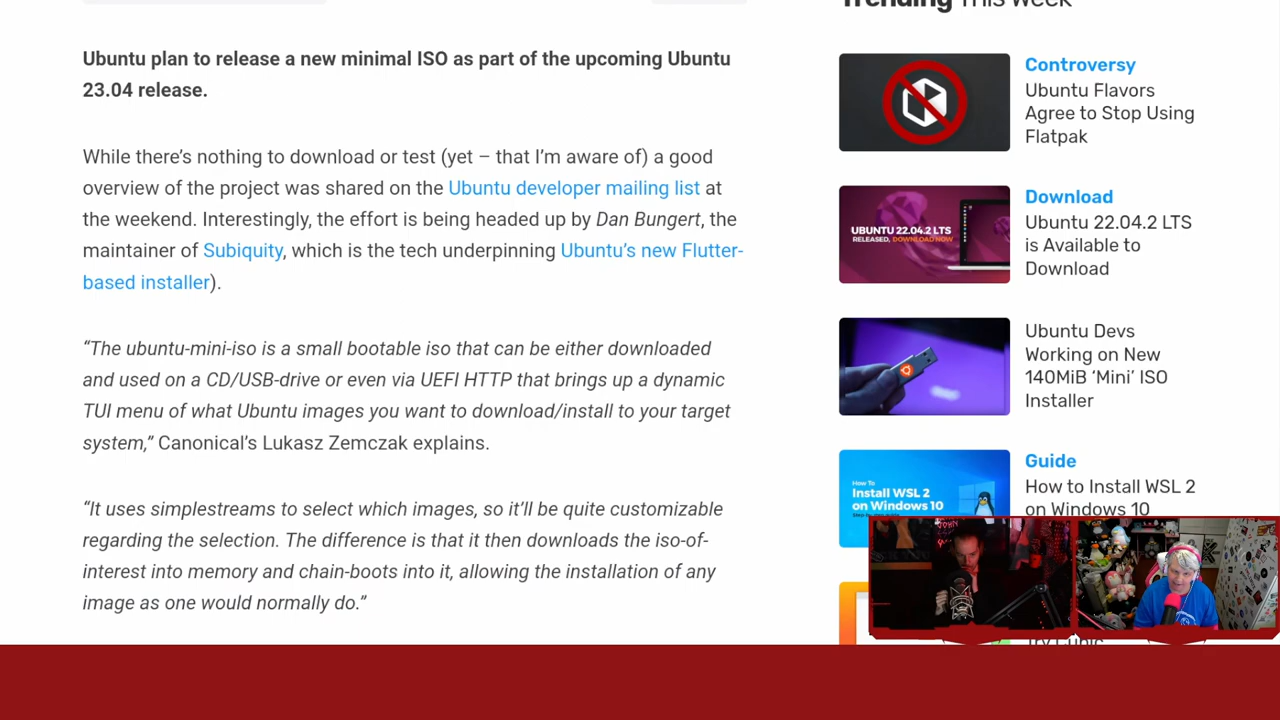 Trending This Week
Ubuntu plan to release a new minimal ISO as part of the upcoming Ubuntu
23.04 release.
While there’s nothing to download or test (yet – that I’m aware of) a good
overview of the project was shared on the Ubuntu developer mailing list at
the weekend. Interestingly, the effort is being headed up by Dan Bungert, the
maintainer of Subiquity, which is the tech underpinning Ubuntu’s new Flutter-
based installer).
“The ubuntu-mini-iso is a small bootable iso that can be either downloaded
and used on a CD/USB-drive or even via UEFI HTTP that brings up a dynamic
TUI menu of what Ubuntu images you want to download/install to your target
system,” Canonical’s Lukasz Zemczak explains.
“It uses simplestreams to select which images, so it’ll be quite customizable
regarding the selection. The difference is that it then downloads the iso-of-
interest into memory and chain-boots into it, allowing the installation of any
image as one would normally do.”
Controversy
Ubuntu Flavors
Agree to Stop Using
Flatpak
UBUNTU 22.04.2 LTS
RELEASED, DOWNLOAD NOW
Download
Ubuntu 22.04.2 LTS
is Available to
Download
Ubuntu Devs
Working on New
140MiB ‘Mini’ ISO
Installer
How To
Install WSL 2
on Windows 10
Guide
How to Install WSL 2
on Windows 10